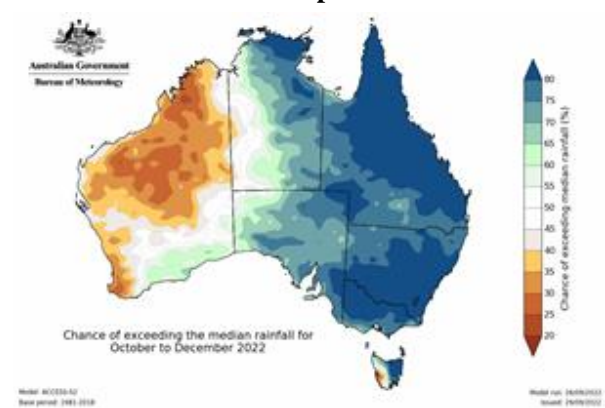 Australian Government
Bureau of Meteorology
80
75
70
65
60
55
50
45
40
35
30
25
20
Chance of exceeding median rainfall (%)
Chance of exceeding the median rainfall for
October to December 2022
Model: ACCESS-S2
Base period: 1981-2018
Model run: 28/09/2022
Issued: 29/09/2022